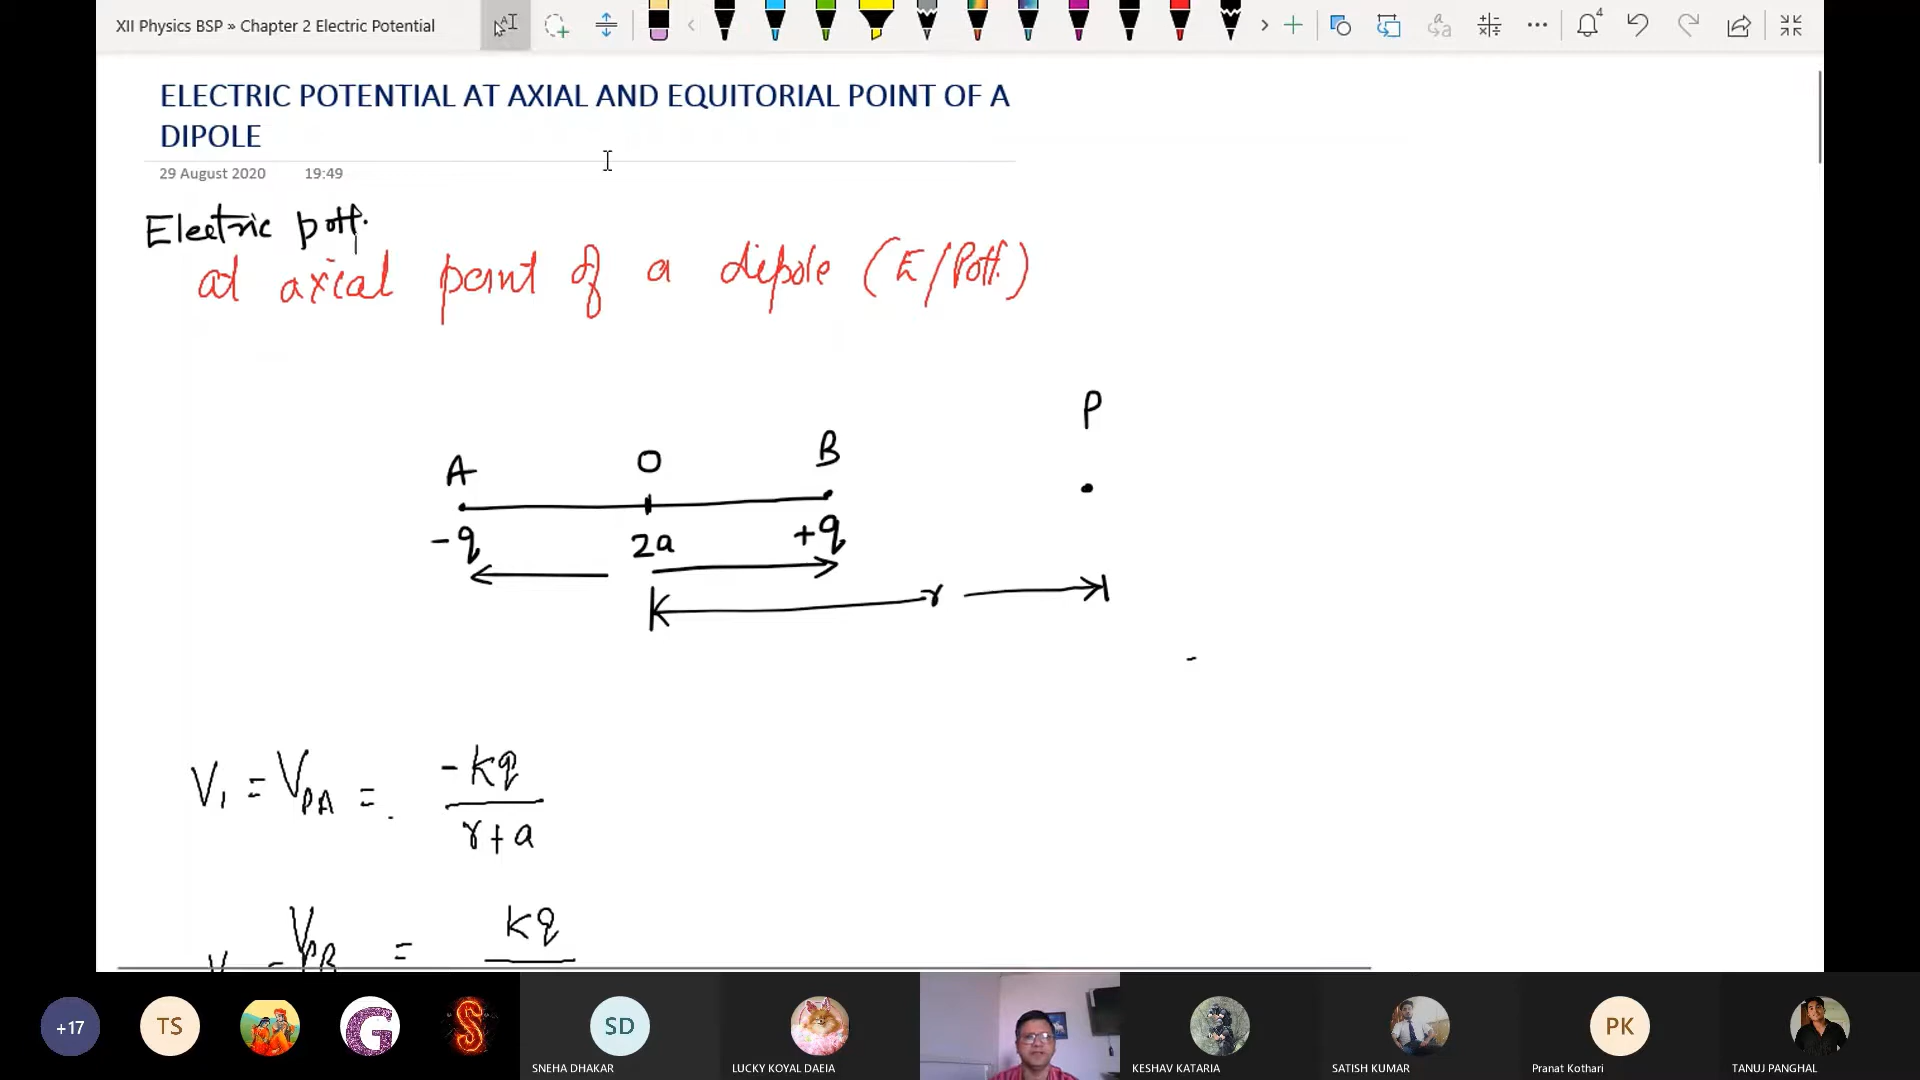 XII Physics BSP » Chapter 2 Electric Potential
4
ELECTRIC POTENTIAL AT AXIAL AND EQUITORIAL POINT OF A
DIPOLE
29 August 2020 19:49
Electric pott.
at axial point of a dipole (E/Pott.)
P
A O B
-q 2a +q
r
V₁ = V_PA = -kq / r+a
V_PB = kq
+17
TS
G
S
SD
PK
SNEHA DHAKAR
LUCKY KOYAL DAEIA
KESHAV KATARIA
SATISH KUMAR
Pranat Kothari
TANUJ PANGHAL